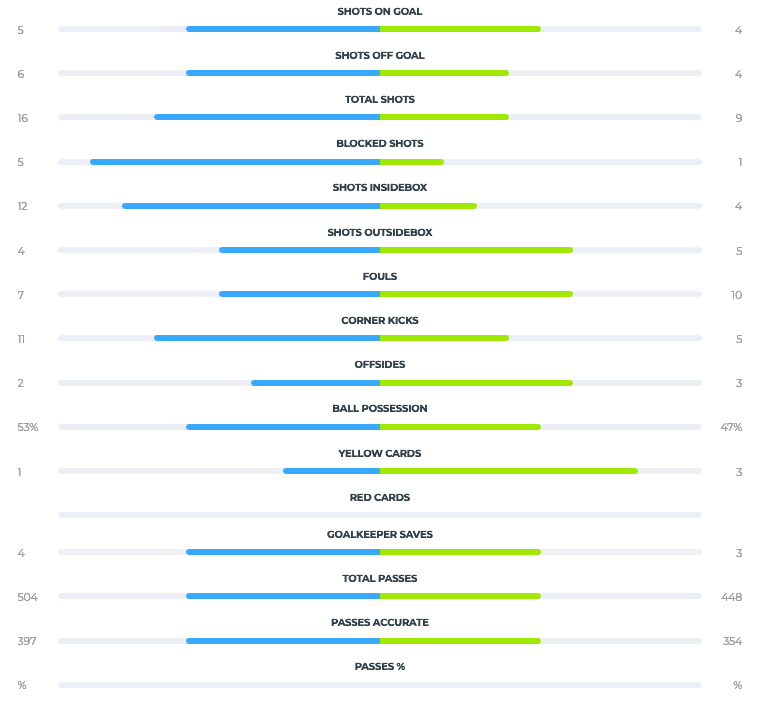 SHOTS ON GOAL
5 4
SHOTS OFF GOAL
6 4
TOTAL SHOTS
16 9
BLOCKED SHOTS
5 1
SHOTS INSIDEBOX
12 4
SHOTS OUTSIDEBOX
4 5
FOULS
7 10
CORNER KICKS
11 5
OFFSIDES
2 3
BALL POSSESSION
53% 47%
YELLOW CARDS
1 3
RED CARDS
GOALKEEPER SAVES
4 3
TOTAL PASSES
504 448
PASSES ACCURATE
397 354
PASSES %
% %